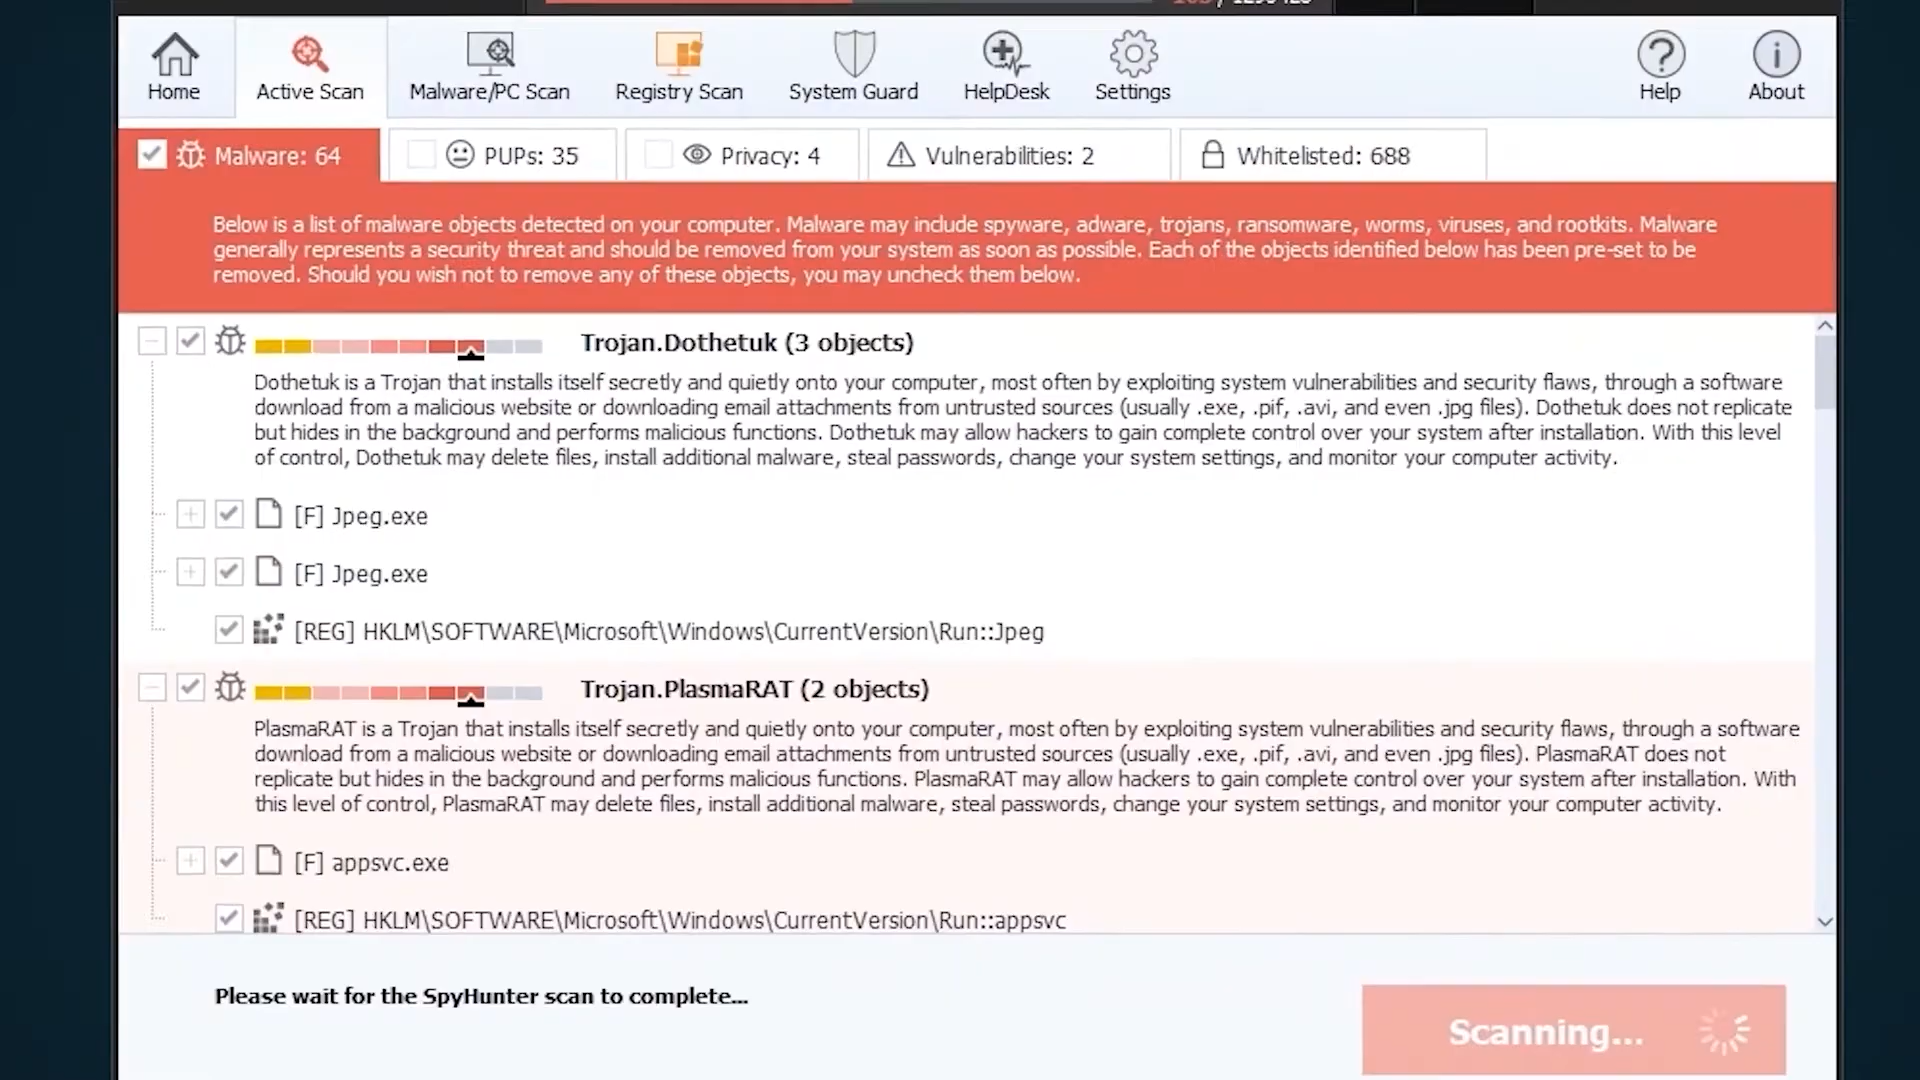 Home
Active Scan
Malware/PC Scan
Registry Scan
System Guard
HelpDesk
Settings
Help
About
Malware: 64
PUPs: 35
Privacy: 4
Vulnerabilities: 2
Whitelisted: 688
Below is a list of malware objects detected on your computer. Malware may include spyware, adware, trojans, ransomware, worms, viruses, and rootkits. Malware
generally represents a security threat and should be removed from your system as soon as possible. Each of the objects identified below has been pre-set to be
removed. Should you wish not to remove any of these objects, you may uncheck them below.
Trojan.Dothetuk (3 objects)
Dothetuk is a Trojan that installs itself secretly and quietly onto your computer, most often by exploiting system vulnerabilities and security flaws, through a software
download from a malicious website or downloading email attachments from untrusted sources (usually .exe, .pif, .avi, and even .jpg files). Dothetuk does not replicate
but hides in the background and performs malicious functions. Dothetuk may allow hackers to gain complete control over your system after installation. With this level
of control, Dothetuk may delete files, install additional malware, steal passwords, change your system settings, and monitor your computer activity.
[F] Jpeg.exe
[F] Jpeg.exe
[REG] HKLM\SOFTWARE\Microsoft\Windows\CurrentVersion\Run::Jpeg
Trojan.PlasmaRAT (2 objects)
PlasmaRAT is a Trojan that installs itself secretly and quietly onto your computer, most often by exploiting system vulnerabilities and security flaws, through a software
download from a malicious website or downloading email attachments from untrusted sources (usually .exe, .pif, .avi, and even .jpg files). PlasmaRAT does not
replicate but hides in the background and performs malicious functions. PlasmaRAT may allow hackers to gain complete control over your system after installation. With
this level of control, PlasmaRAT may delete files, install additional malware, steal passwords, change your system settings, and monitor your computer activity.
[F] appsvc.exe
[REG] HKLM\SOFTWARE\Microsoft\Windows\CurrentVersion\Run::appsvc
Please wait for the SpyHunter scan to complete...
Scanning...